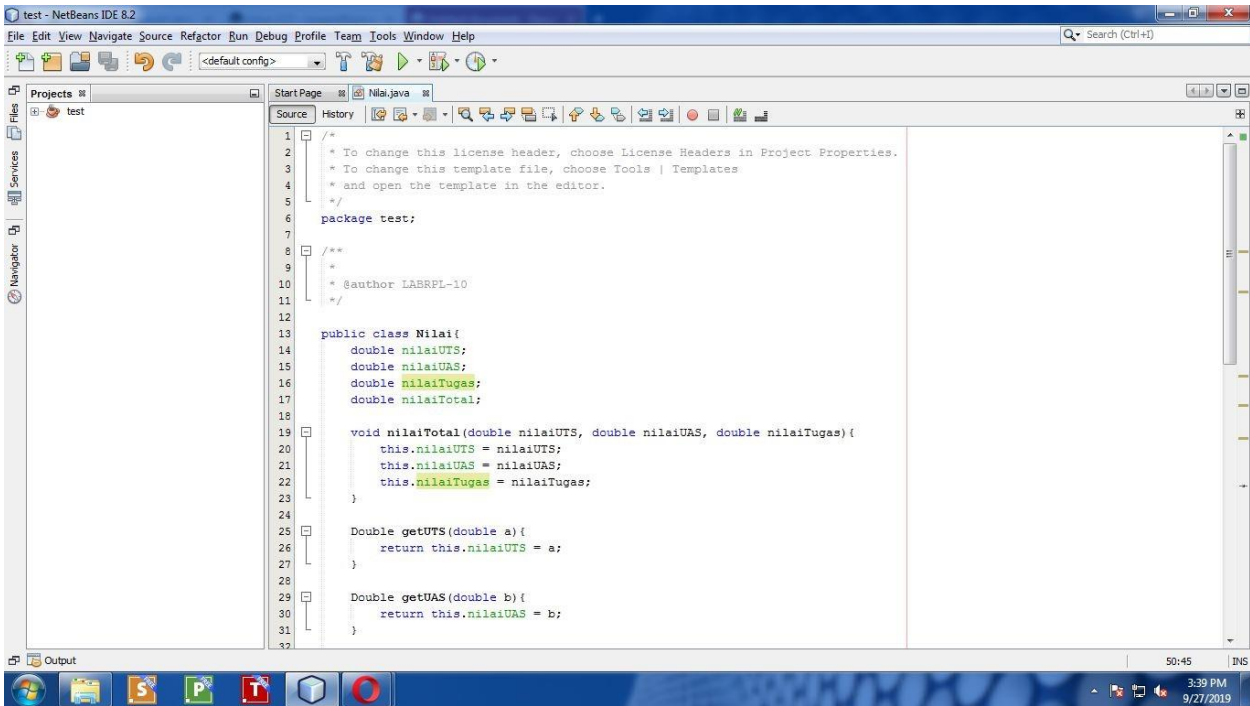 test - NetBeans IDE 8.2
File Edit View Navigate Source Refactor Run Debug Profile Team Tools Window Help
Search (Ctrl+I)
<default config>
Projects
Start Page
Nilai.java
test
Source
History
Files
Services
Navigator
1 /*
2 * To change this license header, choose License Headers in Project Properties.
3 * To change this template file, choose Tools | Templates
4 * and open the template in the editor.
5 */
6 package test;
7
8 /**
9 *
10 * @author LABRPL-10
11 */
12
13 public class Nilai{
14 double nilaiUTS;
15 double nilaiUAS;
16 double nilaiTugas;
17 double nilaiTotal;
18
19 void nilaiTotal(double nilaiUTS, double nilaiUAS, double nilaiTugas){
20 this.nilaiUTS = nilaiUTS;
21 this.nilaiUAS = nilaiUAS;
22 this.nilaiTugas = nilaiTugas;
23 }
24
25 Double getUTS(double a){
26 return this.nilaiUTS = a;
27 }
28
29 Double getUAS(double b){
30 return this.nilaiUAS = b;
31 }
32
Output
50:45
INS
S P T
3:39 PM
9/27/2019